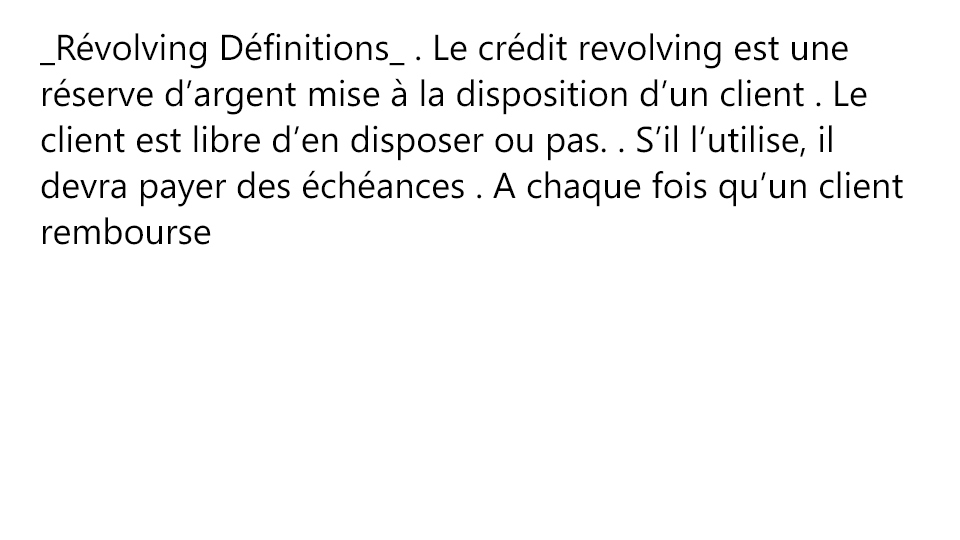 _Révolving Définitions_ . Le crédit revolving est une
réserve d’argent mise à la disposition d’un client . Le
client est libre d’en disposer ou pas. . S’il l’utilise, il
devra payer des échéances . A chaque fois qu’un client
rembourse